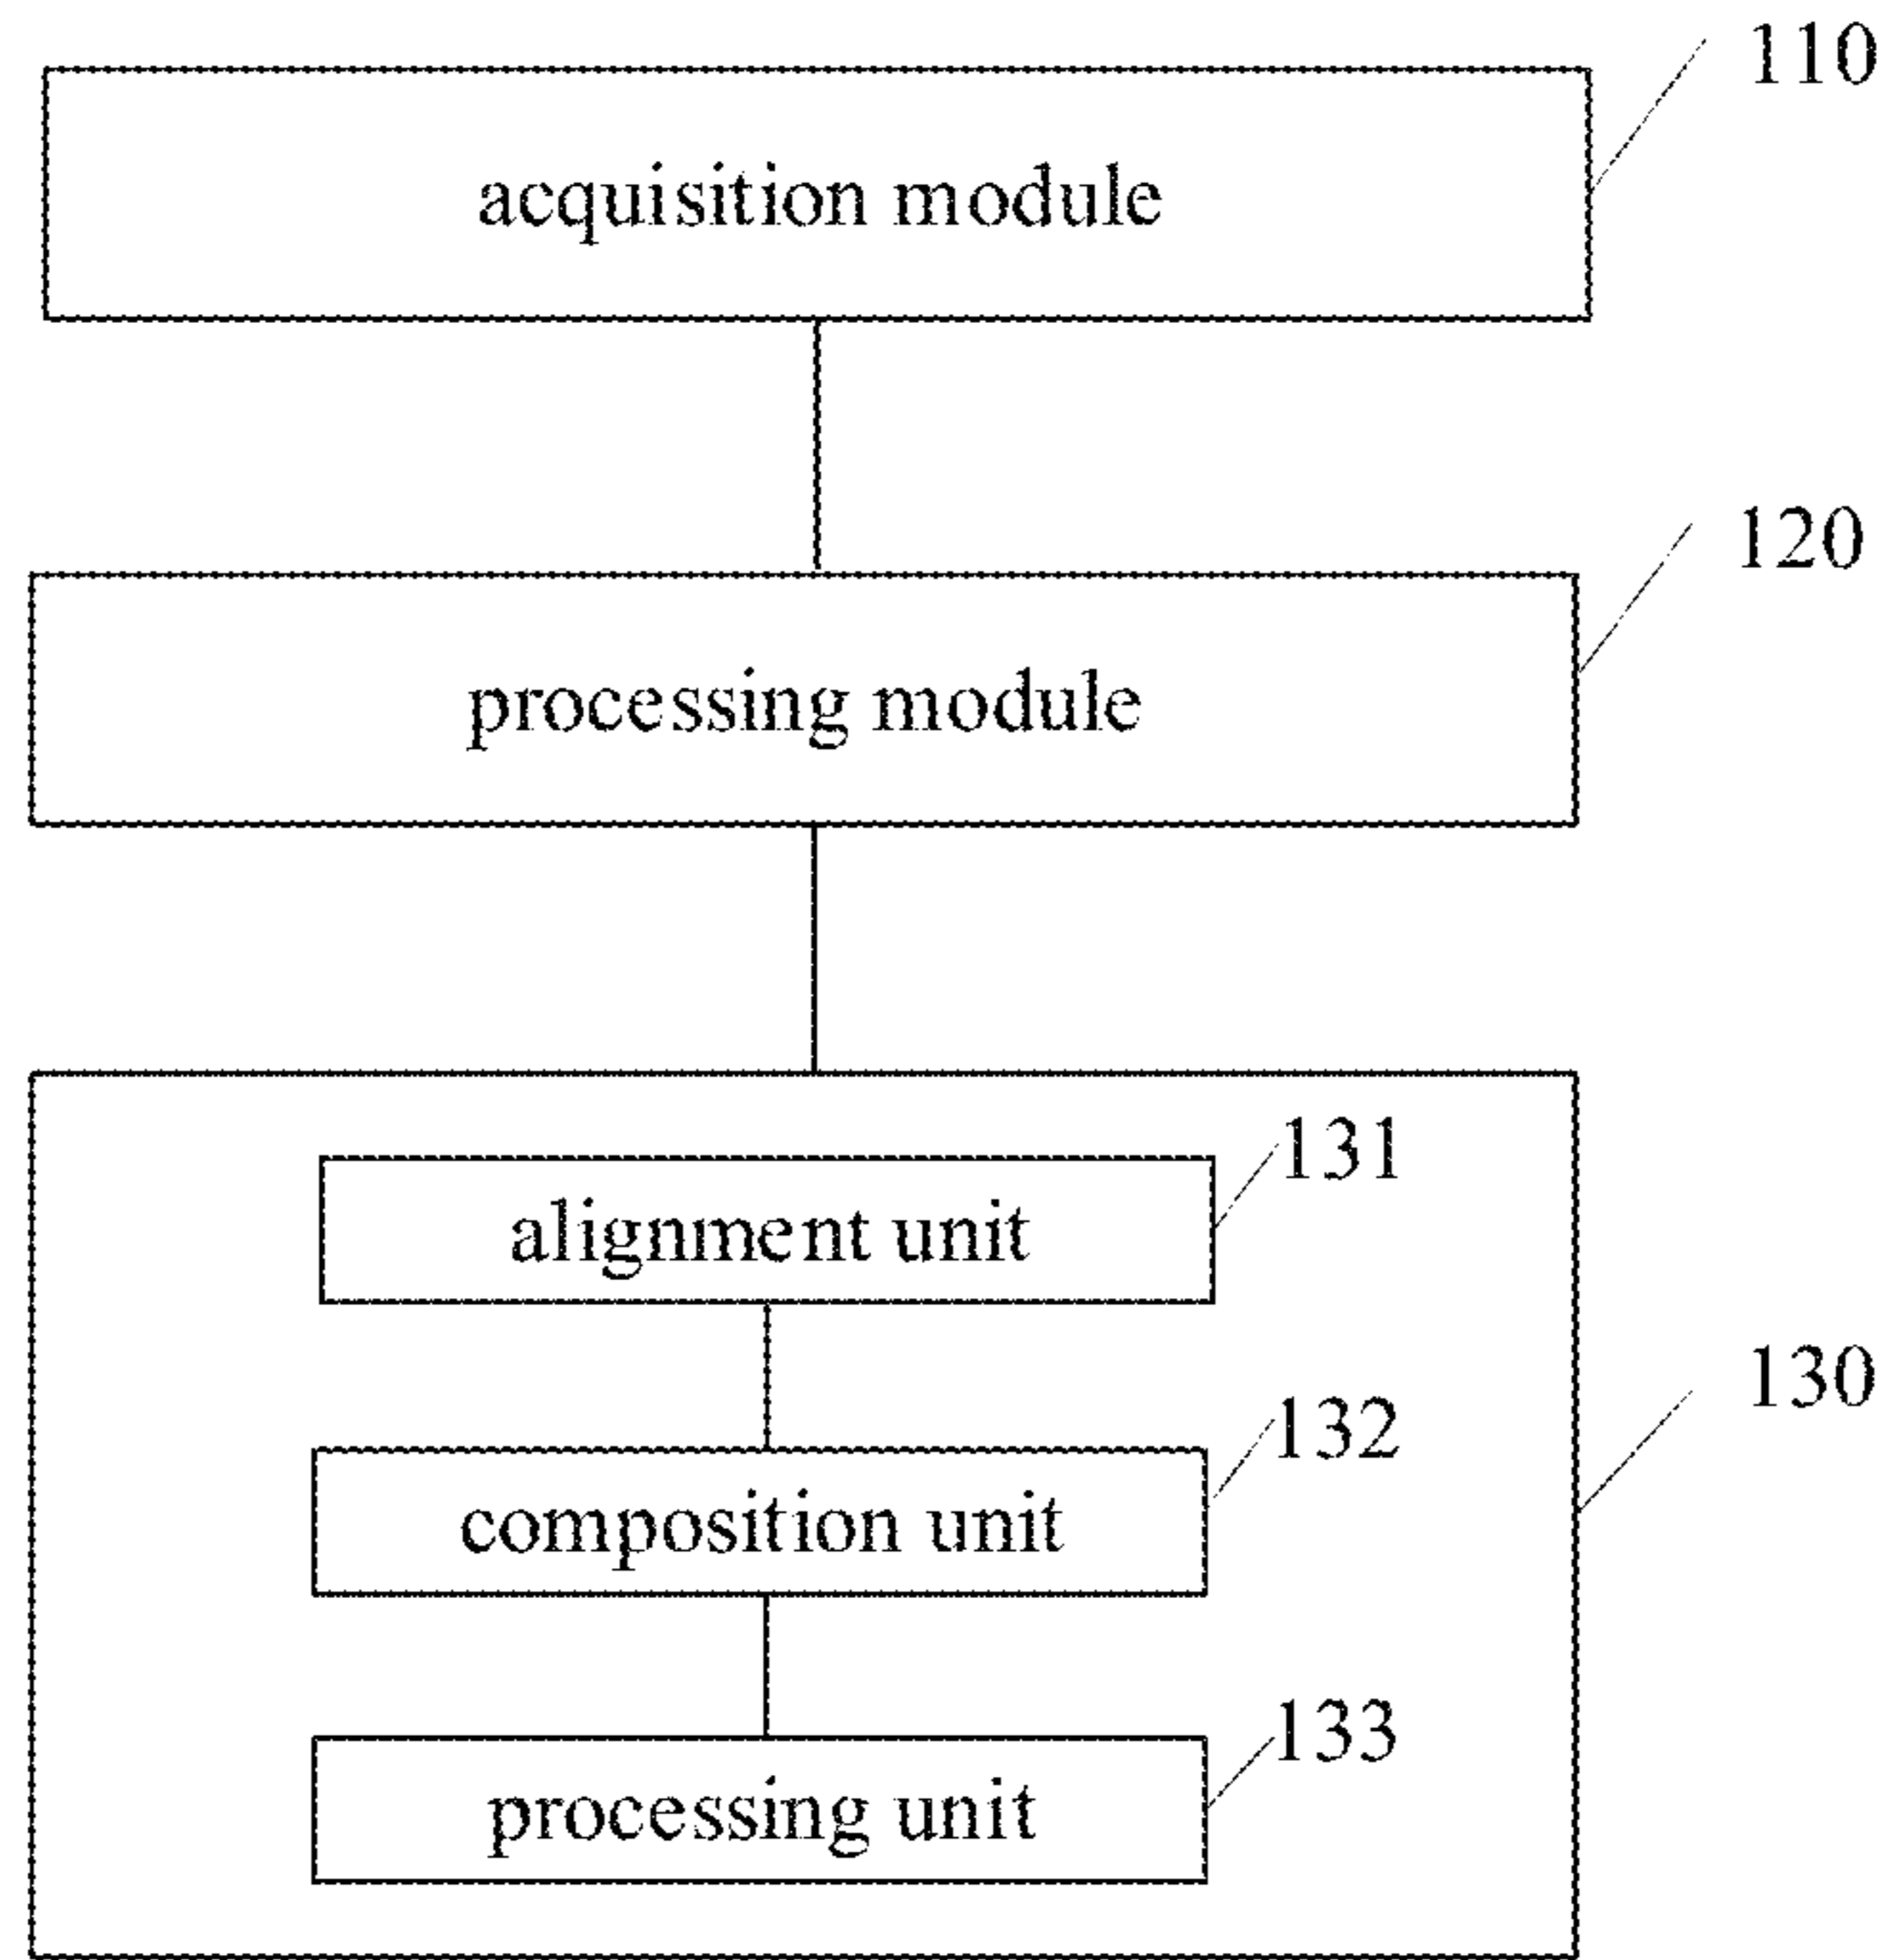 110
acquisition module
120
processing module
131
alignment unit
130
132
composition unit
133
processing unit